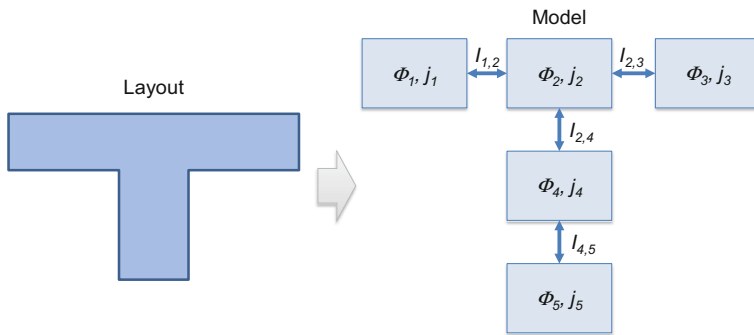 Model
Layout
Φ1, j1
I1,2
Φ2, j2
I2,3
Φ3, j3
I2,4
Φ4, j4
I4,5
Φ5, j5